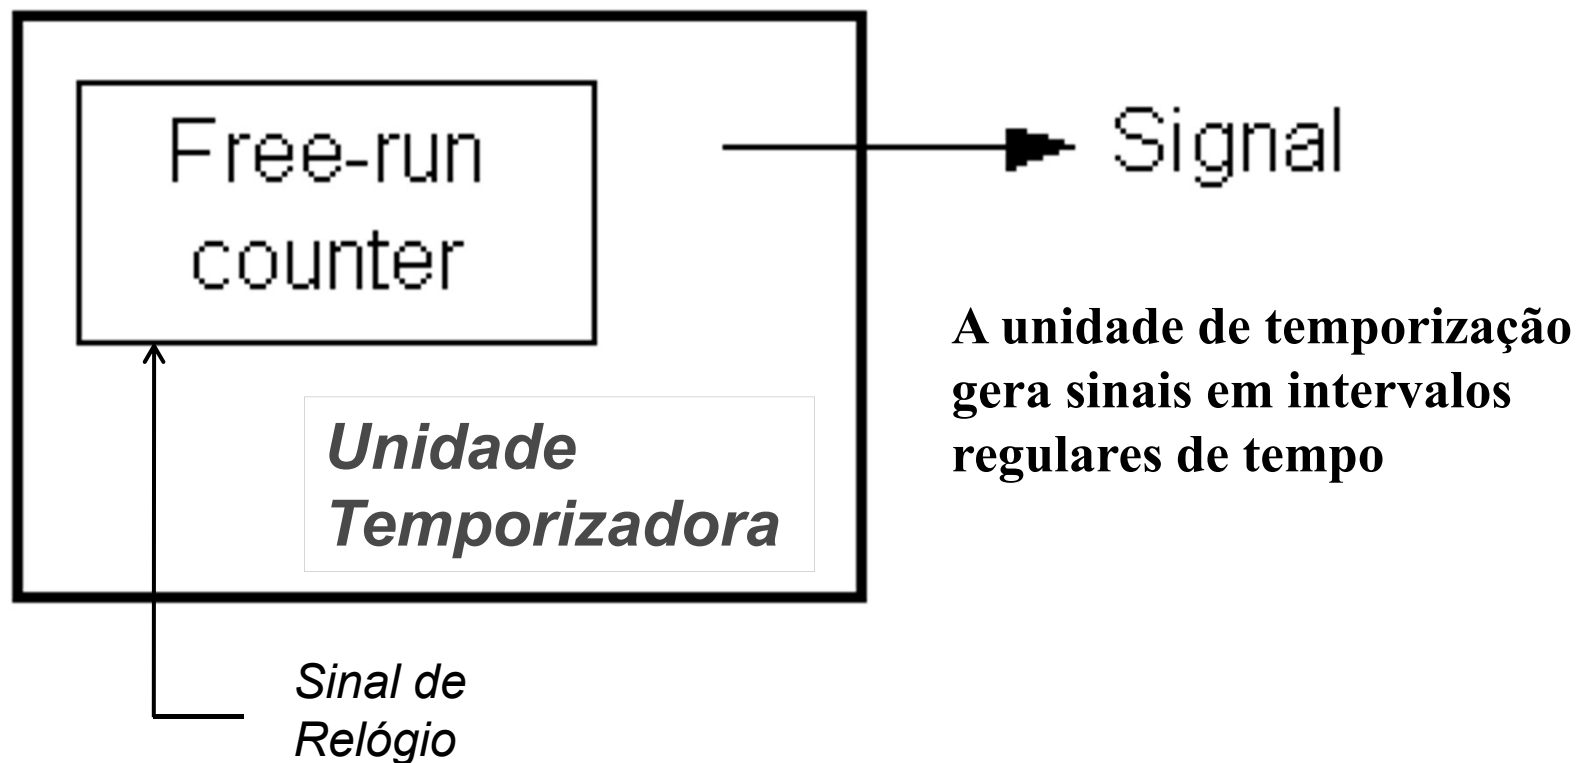 Free-run
counter
Signal
A unidade de temporização
gera sinais em intervalos
regulares de tempo
Unidade
Temporizadora
Sinal de
Relógio